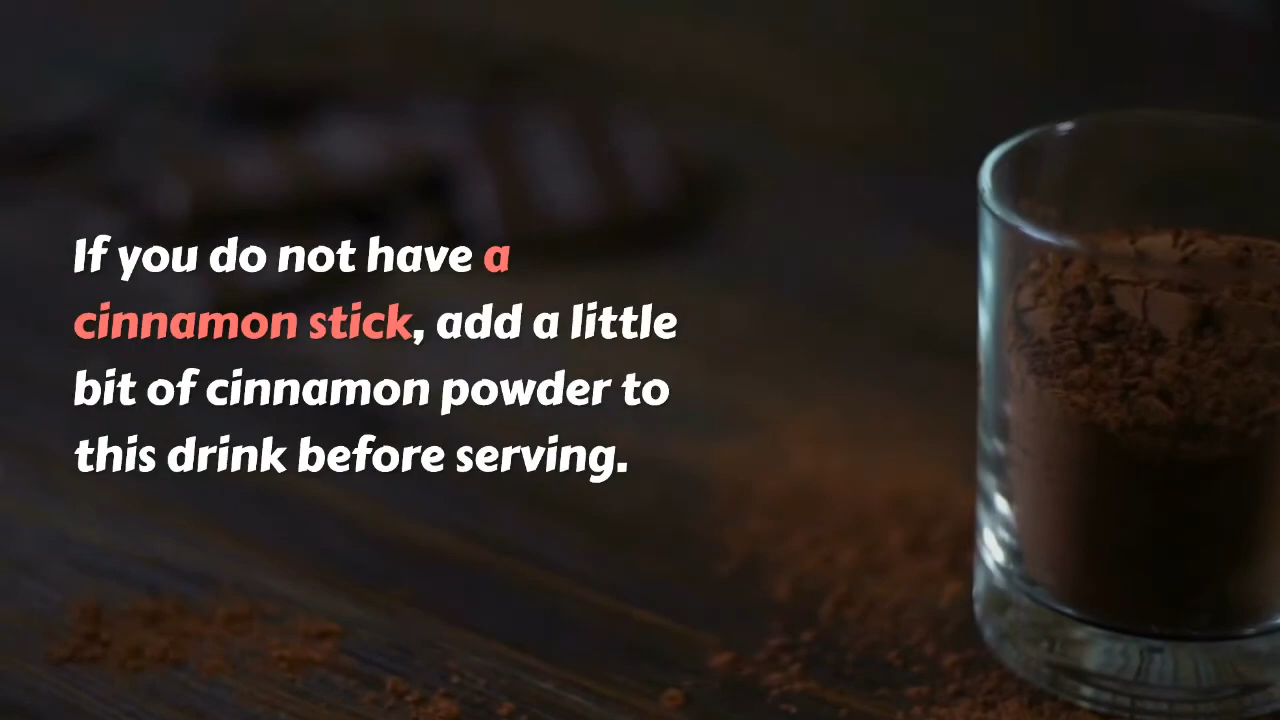 If you do not have a
cinnamon stick, add a little
bit of cinnamon powder to
this drink before serving.